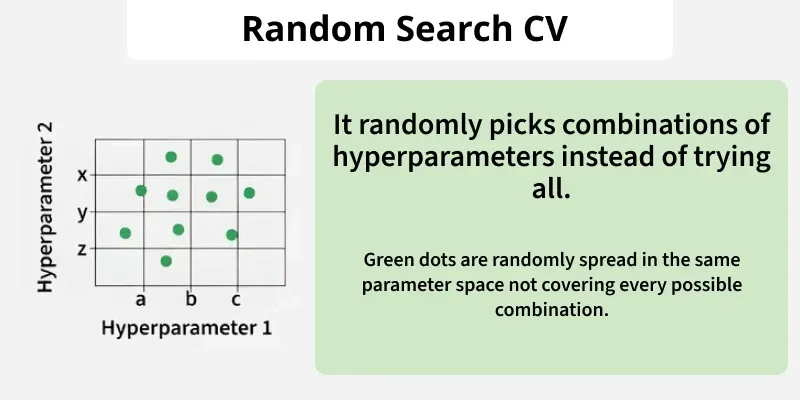 Random Search CV
Hyperparameter 2
x
y
z
a b c
Hyperparameter 1
It randomly picks combinations of
hyperparameters instead of trying
all.
Green dots are randomly spread in the same
parameter space not covering every possible
combination.